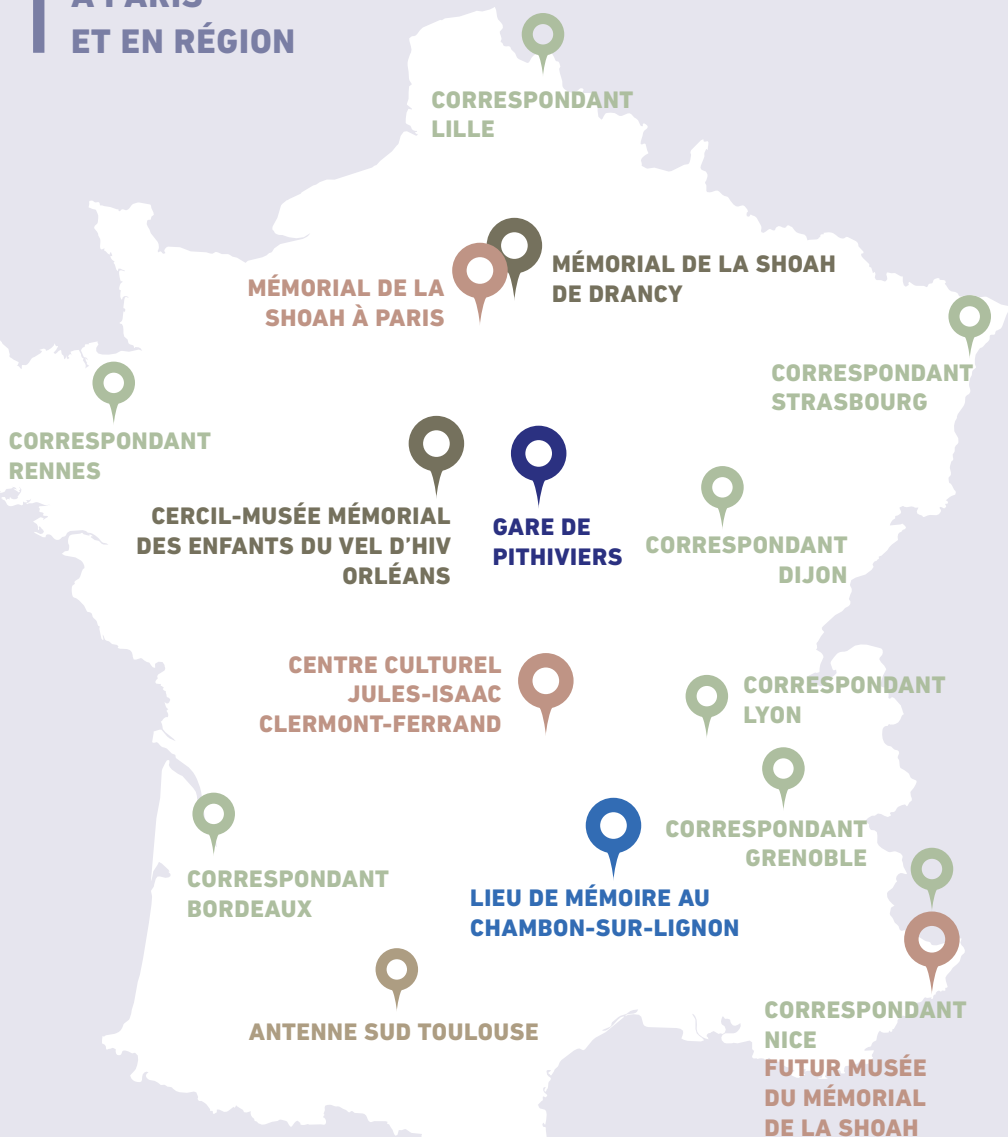 À PARIS
ET EN RÉGION
CORRESPONDANT
LILLE
MÉMORIAL DE LA SHOAH
DE DRANCY
MÉMORIAL DE LA
SHOAH À PARIS
CORRESPONDANT
STRASBOURG
CORRESPONDANT
RENNES
CERCIL-MUSÉE MÉMORIAL
DES ENFANTS DU VEL D’HIV
ORLÉANS
GARE DE
PITHIVIERS
CORRESPONDANT
DIJON
CENTRE CULTUREL
JULES-ISAAC
CLERMONT-FERRAND
CORRESPONDANT
LYON
CORRESPONDANT
GRENOBLE
CORRESPONDANT
BORDEAUX
LIEU DE MÉMOIRE AU
CHAMBON-SUR-LIGNON
ANTENNE SUD TOULOUSE
CORRESPONDANT
NICE
FUTUR MUSÉE
DU MÉMORIAL
DE LA SHOAH